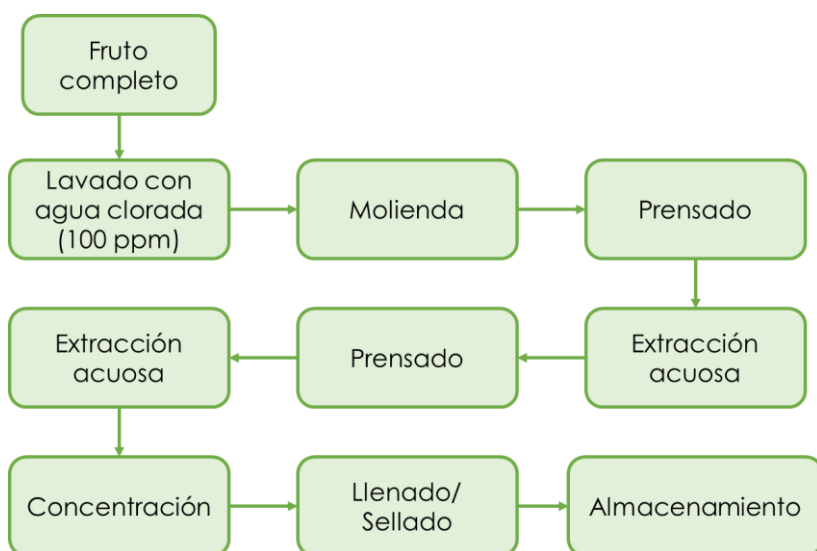 Fruto
completo
Lavado con
agua clorada
(100 ppm)
Molienda
Prensado
Extracción
acuosa
Prensado
Extracción
acuosa
Concentración
Llenado/
Sellado
Almacenamiento